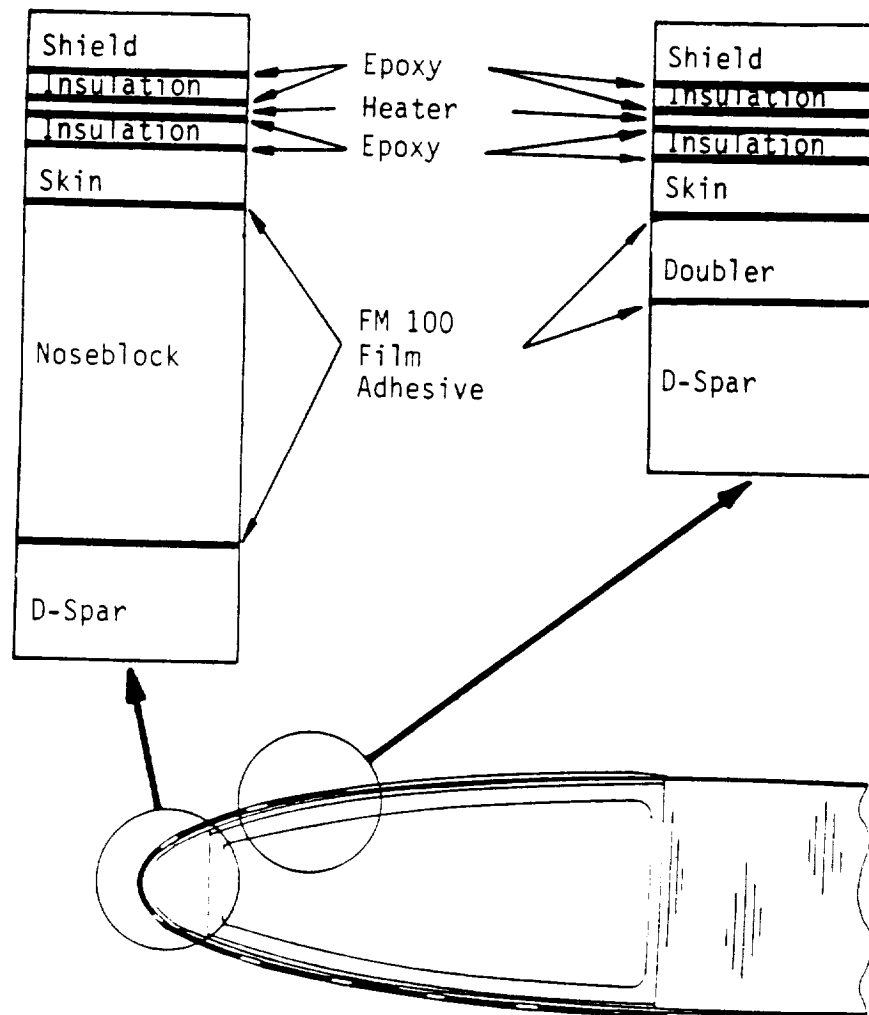 Shield
Insulation
Insulation
Skin
Noseblock
D-Spar
Epoxy
Heater
Epoxy
FM 100
Film
Adhesive
Shield
Insulation
Insulation
Skin
Doubler
D-Spar